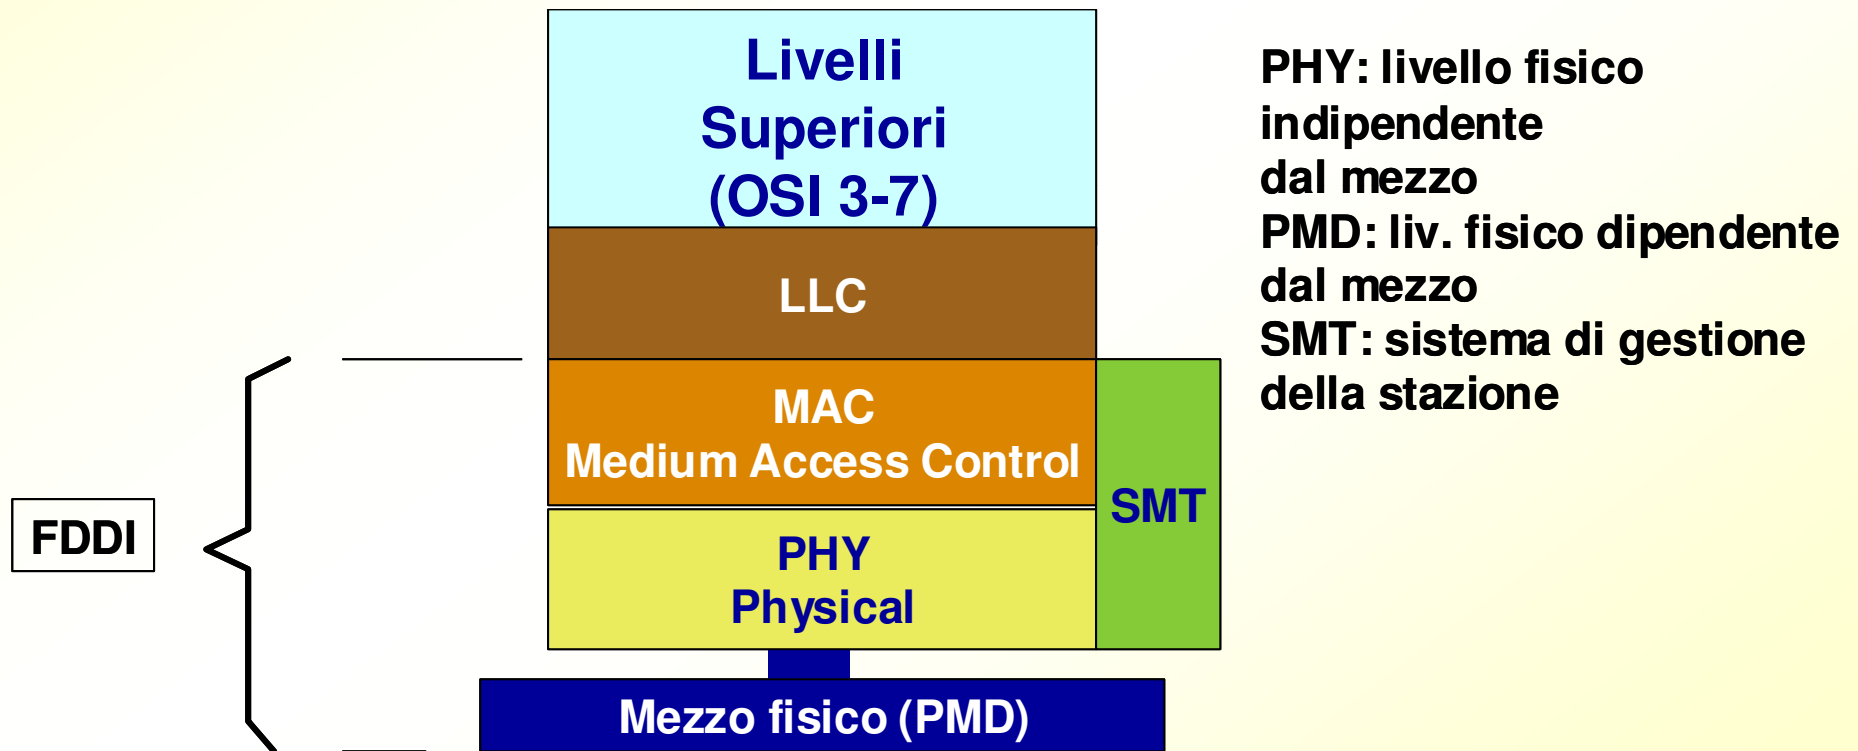 Livelli
Superiori
(OSI 3-7)
LLC
MAC
Medium Access Control
SMT
PHY
Physical
Mezzo fisico (PMD)
FDDI
PHY: livello fisico
indipendente
dal mezzo
PMD: liv. fisico dipendente
dal mezzo
SMT: sistema di gestione
della stazione